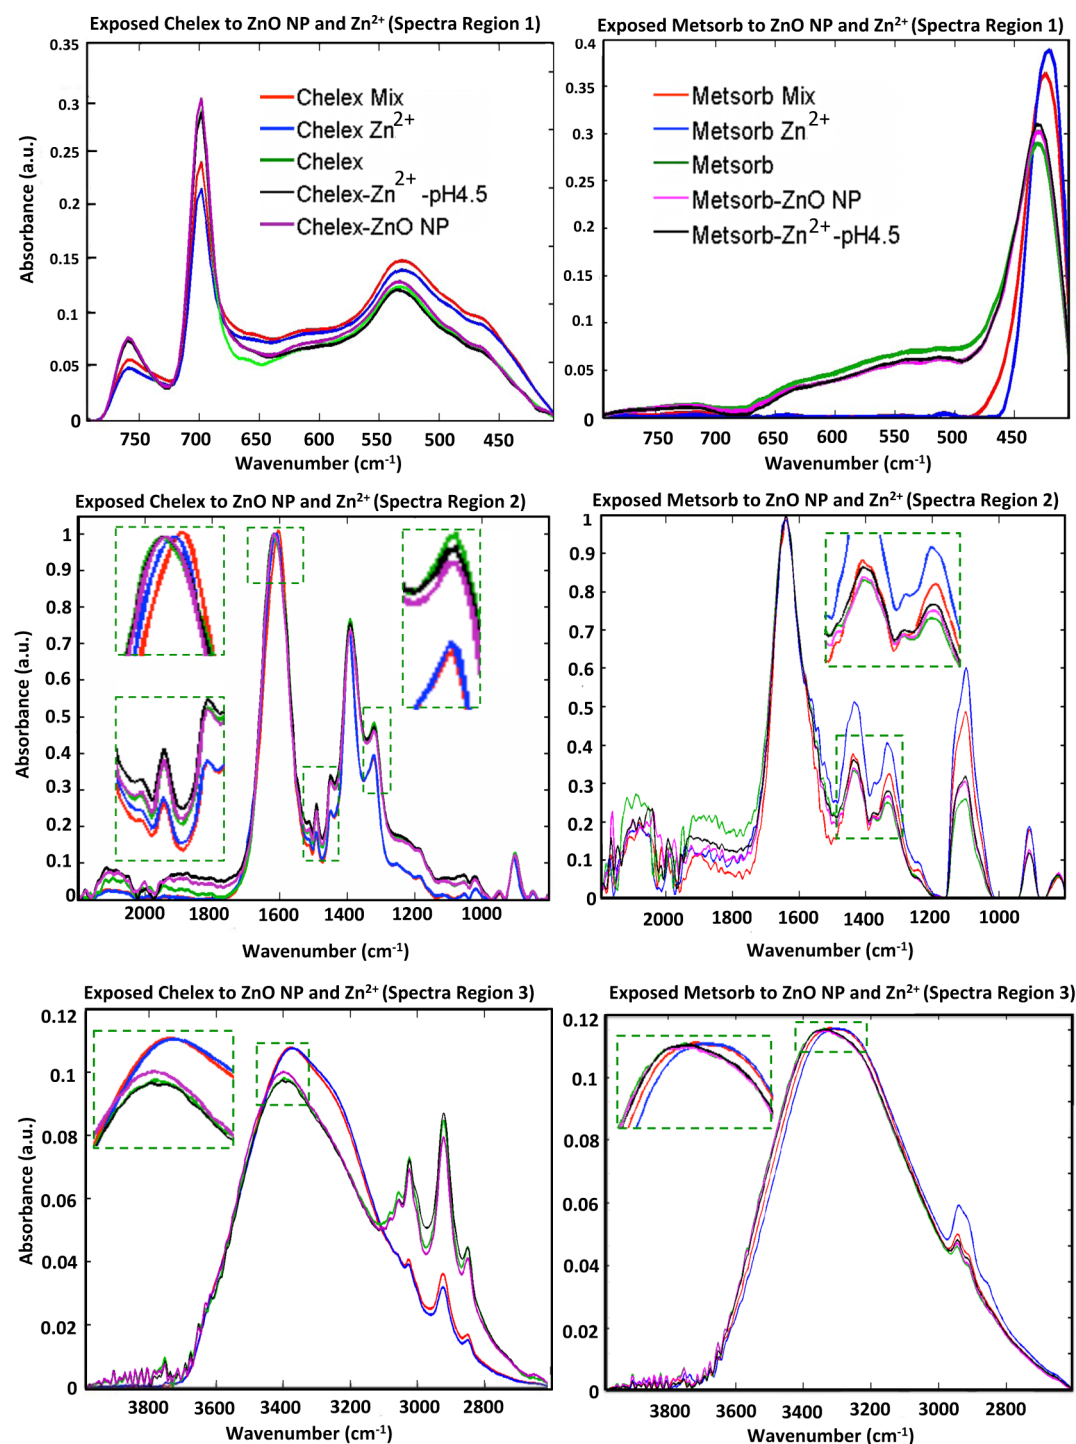 Exposed Chelex to ZnO NP and Zn²⁺ (Spectra Region 1)
0.35
0.3
0.25
0.2
0.15
0.1
0.05
0
Absorbance (a.u.)
Chelex Mix
Chelex Zn²⁺
Chelex
Chelex-Zn²⁺ -pH4.5
Chelex-ZnO NP
750 700 650 600 550 500 450
Wavenumber (cm⁻¹)
Exposed Metsorb to ZnO NP and Zn²⁺ (Spectra Region 1)
0.4
0.35
0.3
0.25
0.2
0.15
0.1
0.05
0
Absorbance (a.u.)
Metsorb Mix
Metsorb Zn²⁺
Metsorb
Metsorb-ZnO NP
Metsorb-Zn²⁺-pH4.5
750 700 650 600 550 500 450
Wavenumber (cm⁻¹)
Exposed Chelex to ZnO NP and Zn²⁺ (Spectra Region 2)
1
0.9
0.8
0.7
0.6
0.5
0.4
0.3
0.2
0.1
0
Absorbance (a.u.)
2000 1800 1600 1400 1200 1000
Wavenumber (cm⁻¹)
Exposed Metsorb to ZnO NP and Zn²⁺ (Spectra Region 2)
1
0.9
0.8
0.7
0.6
0.5
0.4
0.3
0.2
0.1
0
Absorbance (a.u.)
2000 1800 1600 1400 1200 1000
Wavenumber (cm⁻¹)
Exposed Chelex to ZnO NP and Zn²⁺ (Spectra Region 3)
0.12
0.1
0.08
0.06
0.04
0.02
0
Absorbance (a.u.)
3800 3600 3400 3200 3000 2800
Wavenumber (cm⁻¹)
Exposed Metsorb to ZnO NP and Zn²⁺ (Spectra Region 3)
0.12
0.1
0.08
0.06
0.04
0.02
0
Absorbance (a.u.)
3800 3600 3400 3200 3000 2800
Wavenumber (cm⁻¹)